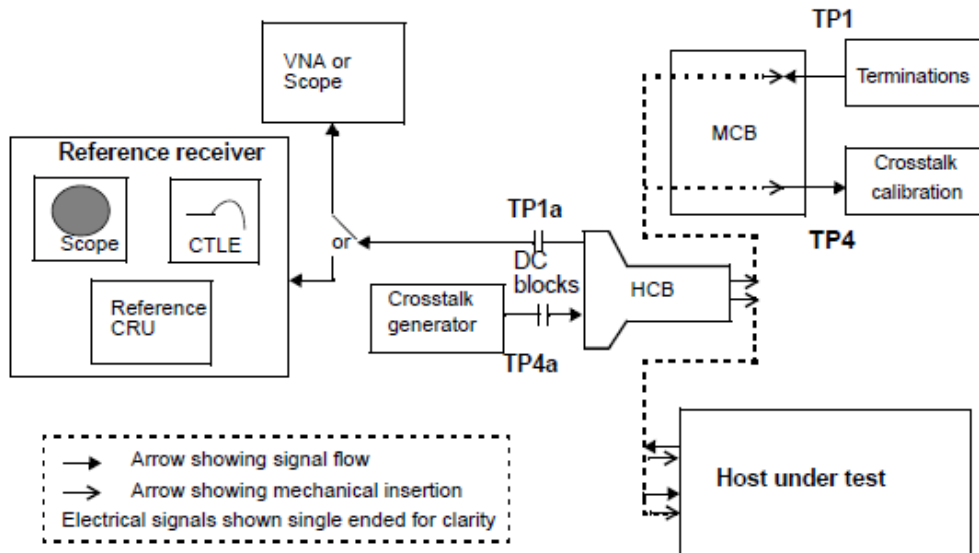 TP1
VNA or
Scope
Terminations
MCB
Reference receiver
Crosstalk
calibration
Scope
CTLE
or
TP1a
DC
blocks
TP4
HCB
Reference
CRU
Crosstalk
generator
TP4a
Arrow showing signal flow
Arrow showing mechanical insertion
Electrical signals shown single ended for clarity
Host under test